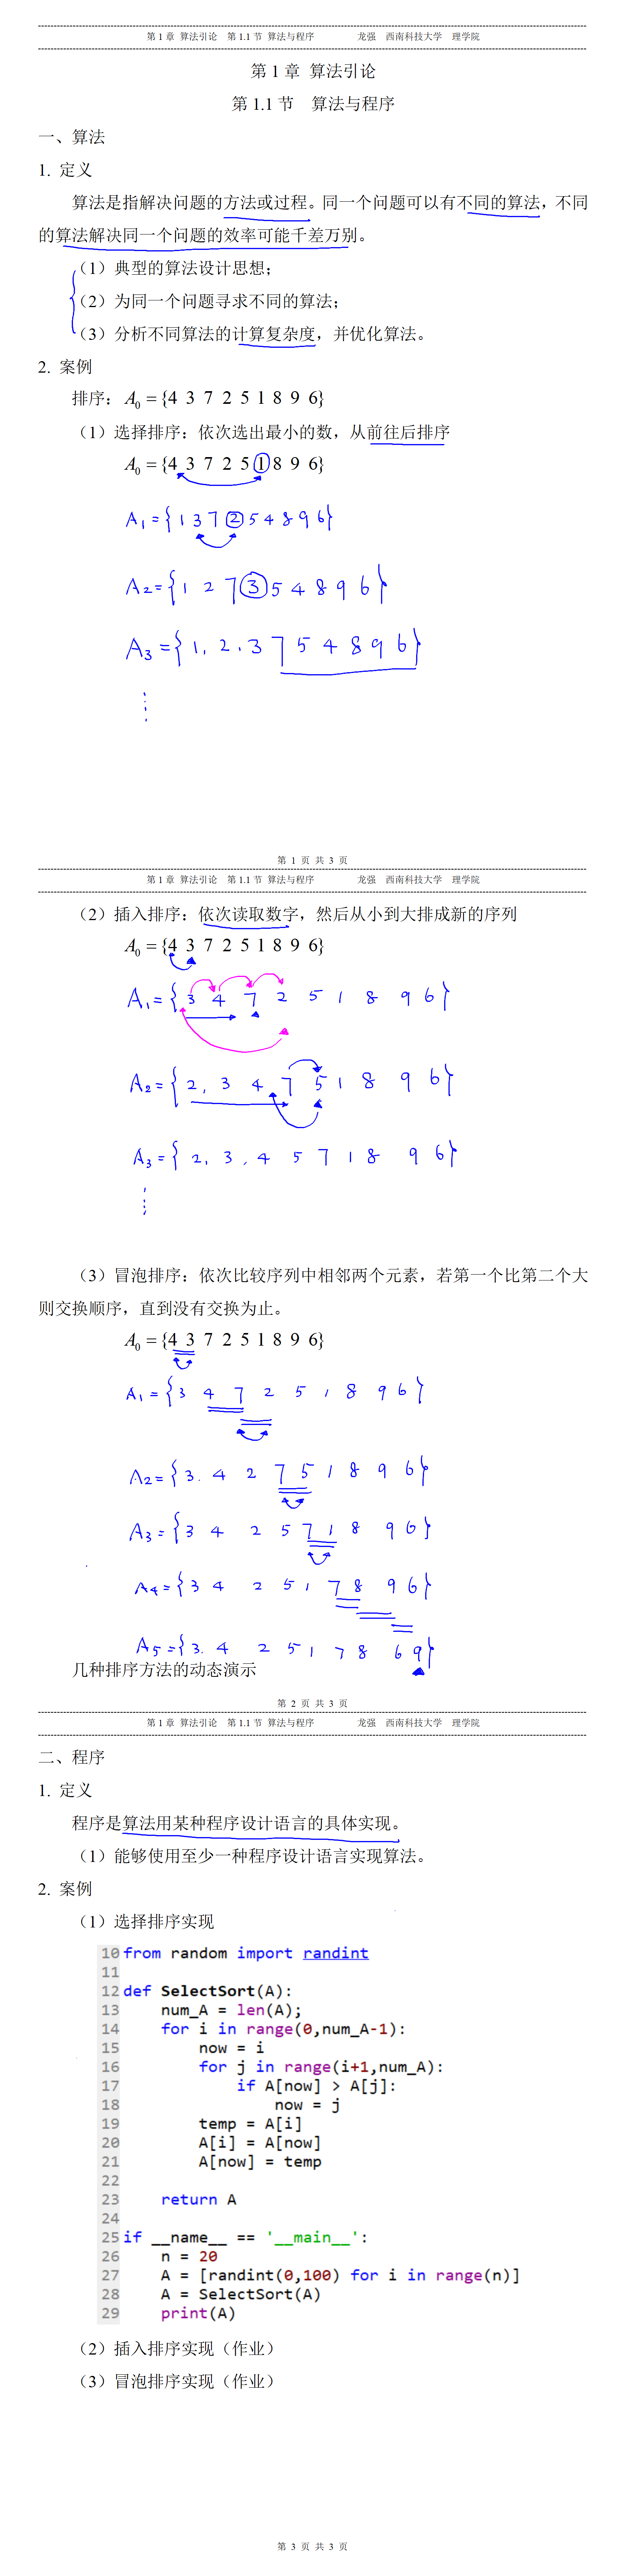 第 1 章 算法引论 第 1.1 节 算法与程序 龙强 西南科技大学 理学院
第 1 章 算法引论
第 1.1 节 算法与程序
一、算法
1. 定义
算法是指解决问题的方法或过程。同一个问题可以有不同的算法，不同
的算法解决同一个问题的效率可能千差万别。
（1）典型的算法设计思想；
（2）为同一个问题寻求不同的算法；
（3）分析不同算法的计算复杂度，并优化算法。
2. 案例
排序：A₀ = {4 3 7 2 5 1 8 9 6}
（1）选择排序：依次选出最小的数，从前往后排序
A₀ = {4 3 7 2 5 1 8 9 6}
A₁ = {1 3 7 2 5 4 8 9 6}
A₂ = {1 2 7 3 5 4 8 9 6}
A₃ = {1, 2, 3 7 5 4 8 9 6}
第 1 页 共 3 页
第 1 章 算法引论 第 1.1 节 算法与程序 龙强 西南科技大学 理学院
（2）插入排序：依次读取数字，然后从小到大排成新的序列
A₀ = {4 3 7 2 5 1 8 9 6}
A₁ = {3 4 7 2 5 1 8 9 6}
A₂ = {2, 3 4 7 5 1 8 9 6}
A₃ = {2, 3, 4 5 7 1 8 9 6}
（3）冒泡排序：依次比较序列中相邻两个元素，若第一个比第二个大
则交换顺序，直到没有交换为止。
A₀ = {4 3 7 2 5 1 8 9 6}
A₁ = {3 4 7 2 5 1 8 9 6}
A₂ = {3. 4 2 7 5 1 8 9 6}
A₃ = {3 4 2 5 7 1 8 9 6}
A₄ = {3 4 2 5 1 7 8 9 6}
A₅ = {3. 4 2 5 1 7 8 6 9}
几种排序方法的动态演示
第 2 页 共 3 页
第 1 章 算法引论 第 1.1 节 算法与程序 龙强 西南科技大学 理学院
二、程序
1. 定义
程序是算法用某种程序设计语言的具体实现。
（1）能够使用至少一种程序设计语言实现算法。
2. 案例
（1）选择排序实现
10 from random import randint
11
12 def SelectSort(A):
13     num_A = len(A);
14     for i in range(0,num_A-1):
15         now = i
16         for j in range(i+1,num_A):
17             if A[now] > A[j]:
18                 now = j
19         temp = A[i]
20         A[i] = A[now]
21         A[now] = temp
22
23     return A
24
25 if __name__ == '__main__':
26     n = 20
27     A = [randint(0,100) for i in range(n)]
28     A = SelectSort(A)
29     print(A)
（2）插入排序实现（作业）
（3）冒泡排序实现（作业）
第 3 页 共 3 页